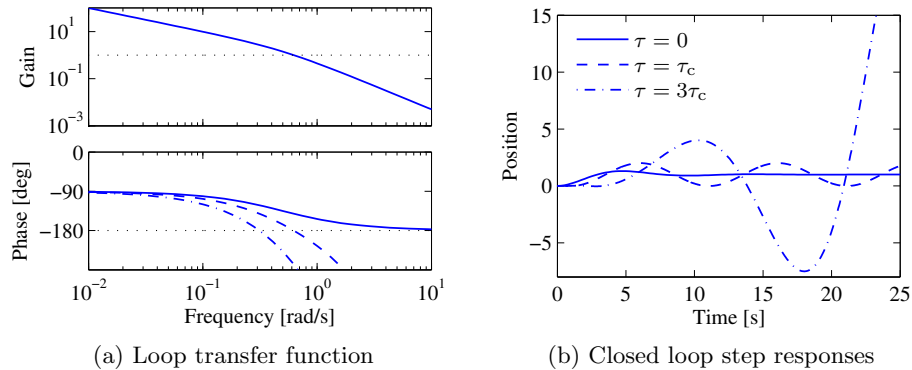 10^1
10^-1
10^-3
Gain
0
−90
−180
Phase [deg]
10^-2
10^-1
10^0
10^1
Frequency [rad/s]
(a) Loop transfer function
15
10
5
0
−5
Position
τ = 0
τ = τc
τ = 3τc
0
5
10
15
20
25
Time [s]
(b) Closed loop step responses